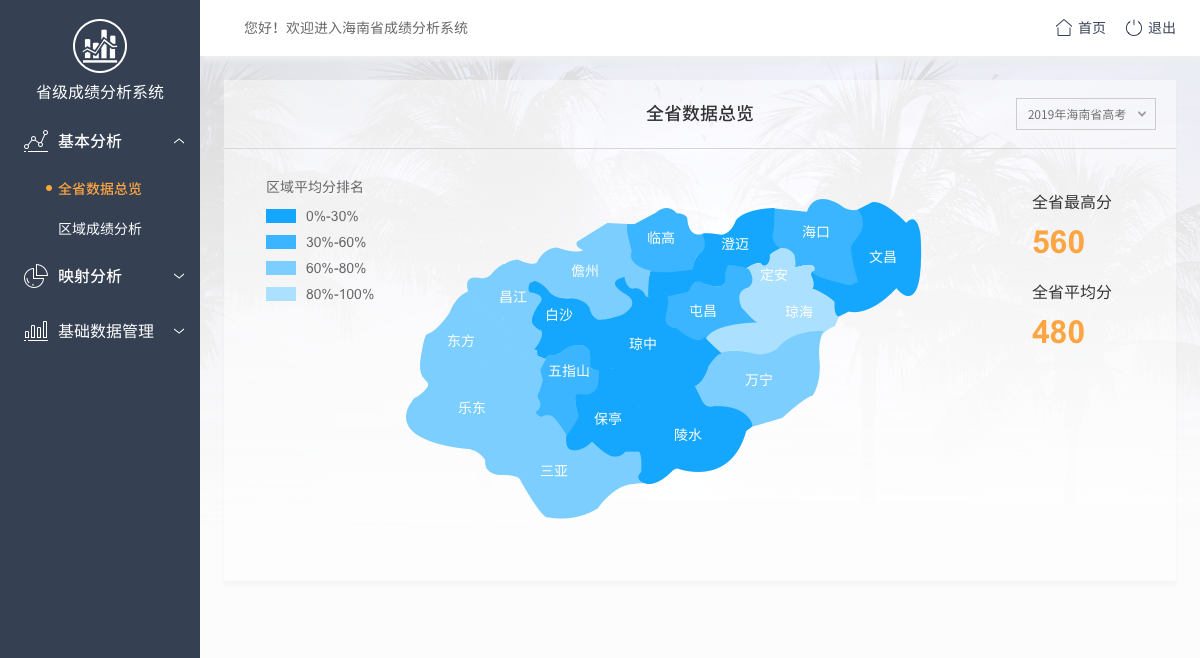 省级成绩分析系统
基本分析
全省数据总览
区域成绩分析
映射分析
基础数据管理
您好！欢迎进入海南省成绩分析系统
首页
退出
全省数据总览
2019年海南省高考
区域平均分排名
0%-30%
30%-60%
60%-80%
80%-100%
临高
澄迈
海口
文昌
儋州
定安
昌江
白沙
屯昌
琼海
东方
琼中
五指山
万宁
乐东
保亭
陵水
三亚
全省最高分
560
全省平均分
480